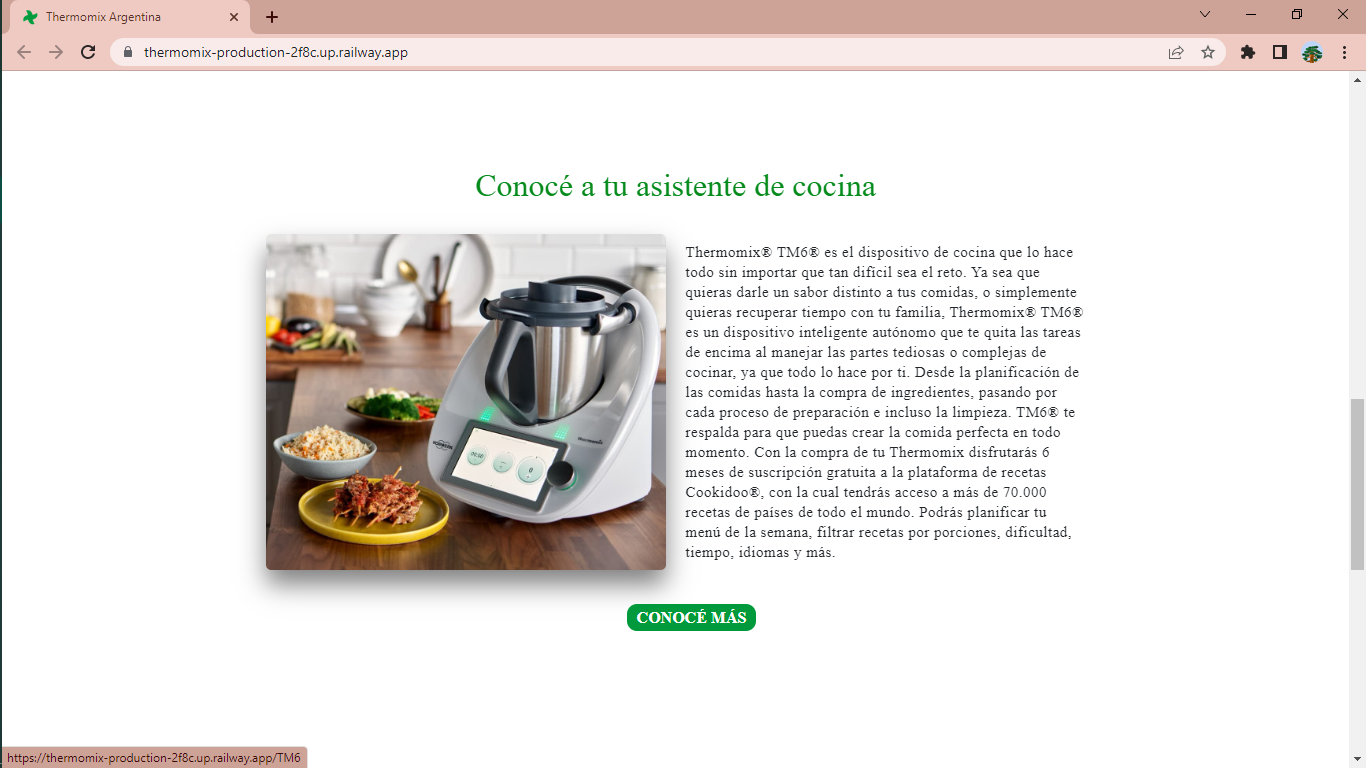 Thermomix Argentina
thermomix-production-2f8c.up.railway.app
Conocé a tu asistente de cocina
Thermomix® TM6® es el dispositivo de cocina que lo hace
todo sin importar que tan difícil sea el reto. Ya sea que
quieras darle un sabor distinto a tus comidas, o simplemente
quieras recuperar tiempo con tu familia, Thermomix® TM6®
es un dispositivo inteligente autónomo que te quita las tareas
de encima al manejar las partes tediosas o complejas de
cocinar, ya que todo lo hace por ti. Desde la planificación de
las comidas hasta la compra de ingredientes, pasando por
cada proceso de preparación e incluso la limpieza. TM6® te
respalda para que puedas crear la comida perfecta en todo
momento. Con la compra de tu Thermomix disfrutarás 6
meses de suscripción gratuita a la plataforma de recetas
Cookidoo®, con la cual tendrás acceso a más de 70.000
recetas de países de todo el mundo. Podrás planificar tu
menú de la semana, filtrar recetas por porciones, dificultad,
tiempo, idiomas y más.
CONOCÉ MÁS
https://thermomix-production-2f8c.up.railway.app/TM6